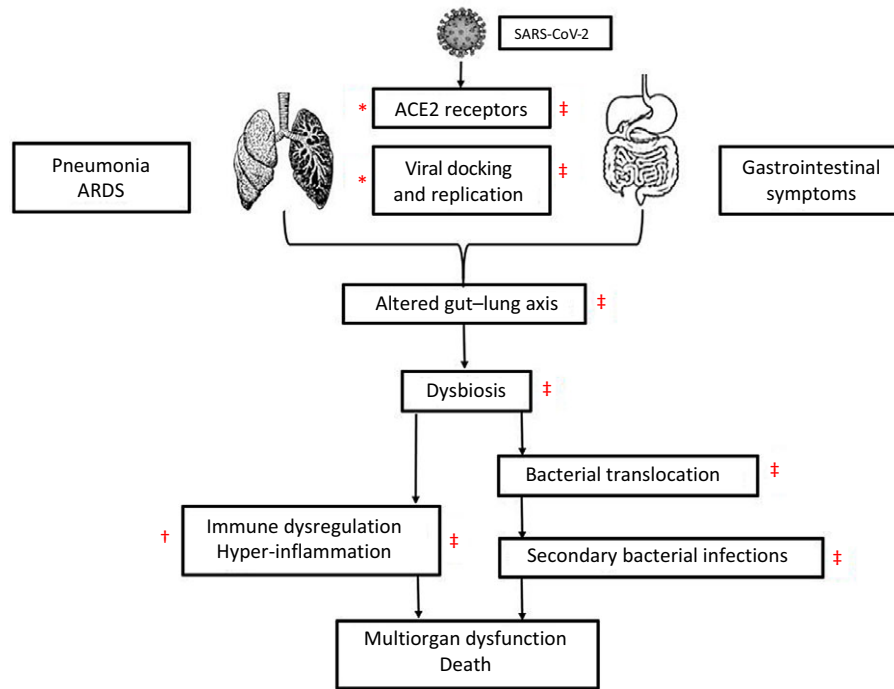 SARS-CoV-2
* ACE2 receptors ‡
Pneumonia
ARDS
* Viral docking ‡
and replication
Gastrointestinal
symptoms
Altered gut–lung axis ‡
Dysbiosis ‡
Bacterial translocation ‡
† Immune dysregulation ‡
Hyper-inflammation
Secondary bacterial infections ‡
Multiorgan dysfunction
Death